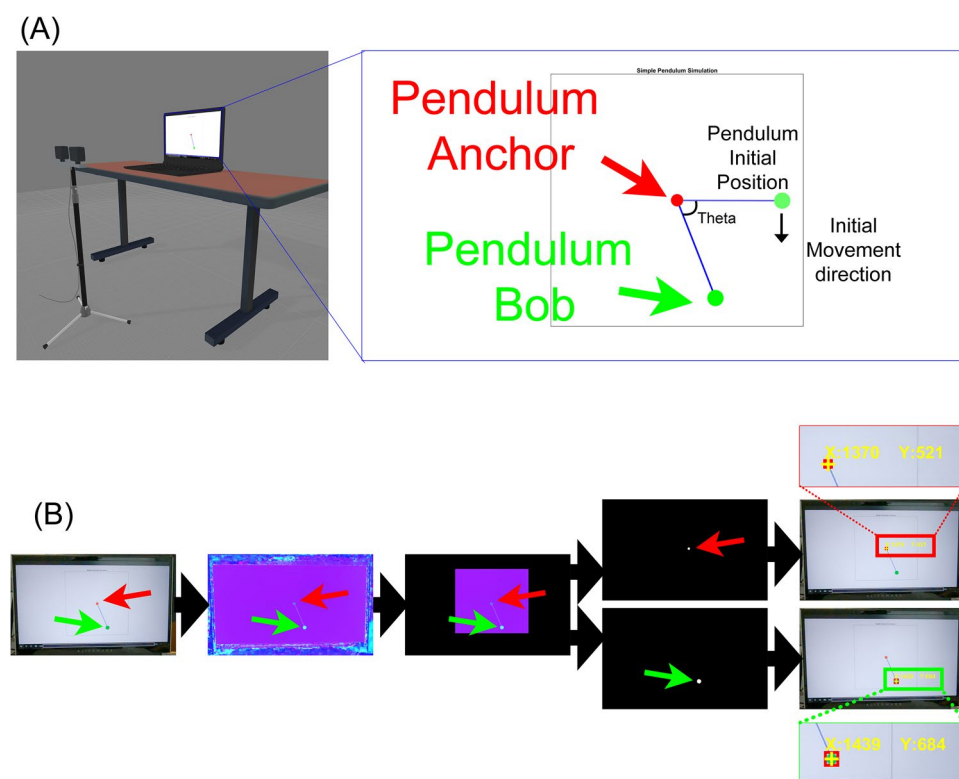 (A)
Simple Pendulum Simulation
Pendulum
Anchor
Pendulum
Initial
Position
Theta
Initial
Movement
direction
Pendulum
Bob
(B)
X:1370 Y:521
X:1439 Y:684